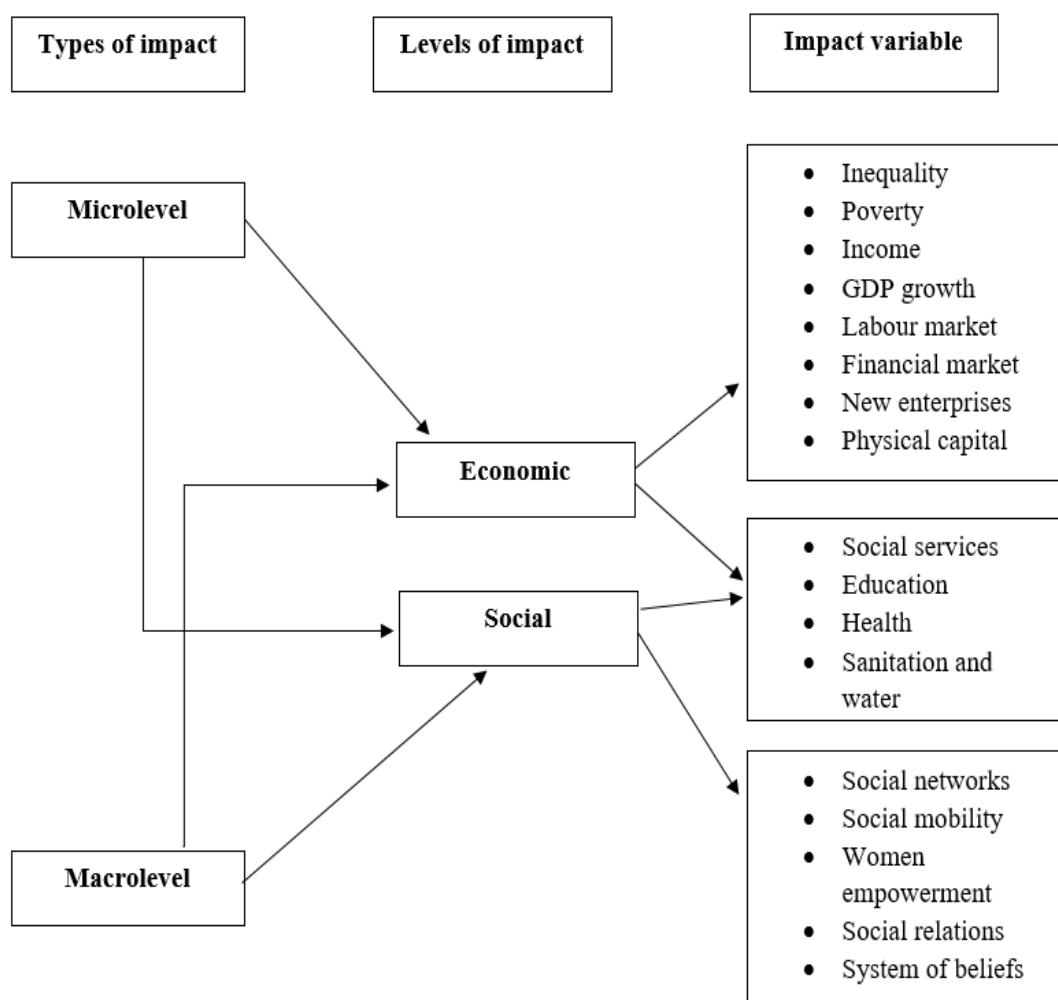 Types of impact
Levels of impact
Impact variable
Microlevel
Economic
Social
Macrolevel
• Inequality
• Poverty
• Income
• GDP growth
• Labour market
• Financial market
• New enterprises
• Physical capital
• Social services
• Education
• Health
• Sanitation and
water
• Social networks
• Social mobility
• Women
empowerment
• Social relations
• System of beliefs